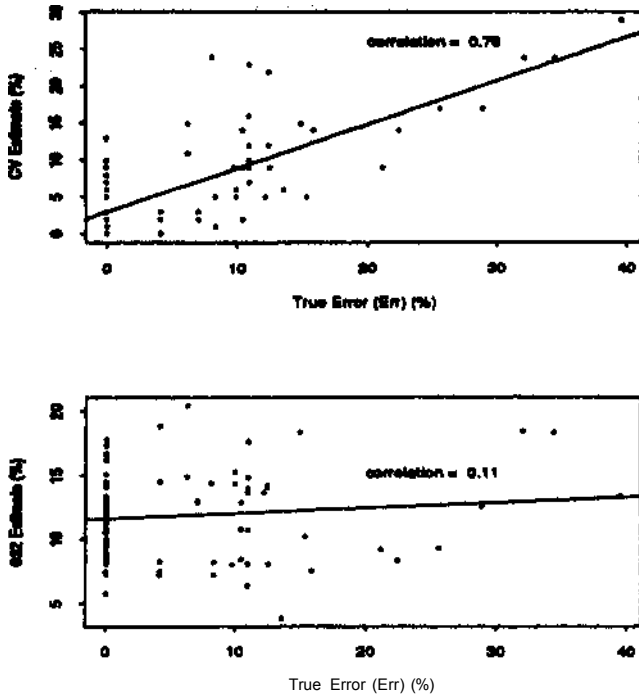 30
25
20
15
10
5
0
CV Estimate (%)
correlation = 0.78
0 10 20 30 40
True Error (Err) (%)
20
15
10
5
632 Estimate (%)
correlation = 0.11
0 10 20 30 40
True Error (Err) (%)